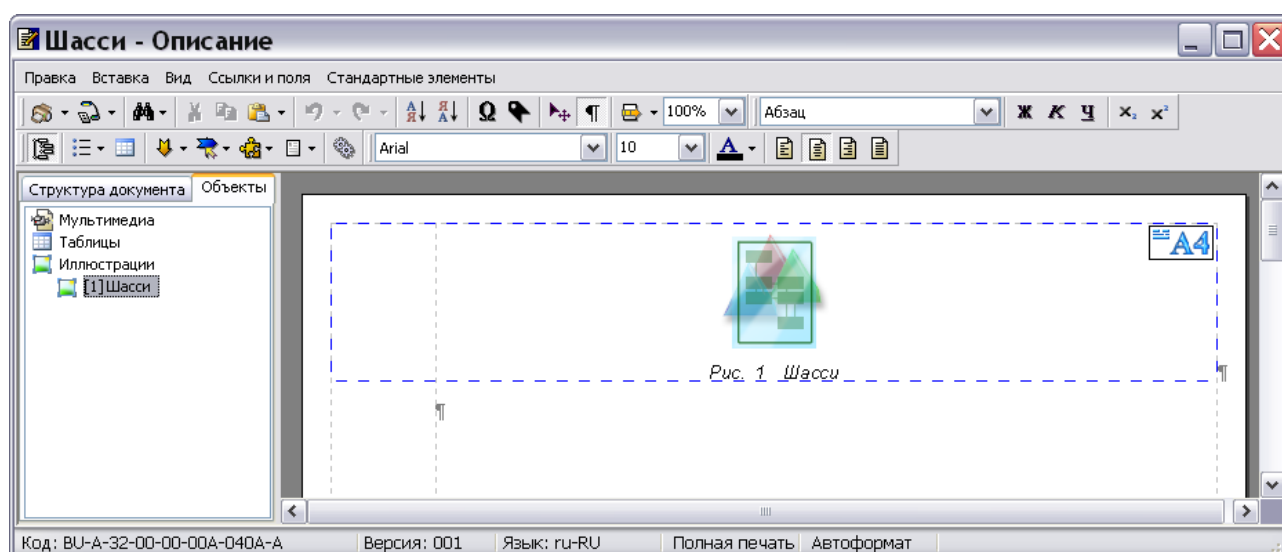 Шасси - Описание
Правка Вставка Вид Ссылки и поля Стандартные элементы
100% Абзац Ж К Ч X₂ x²
Arial 10 A
Структура документа Объекты
Мультимедиа
Таблицы
Иллюстрации
[1]Шасси
A4
Рис. 1 Шасси
Код: BU-A-32-00-00-00A-040A-A Версия: 001 Язык: ru-RU Полная печать Автоформат